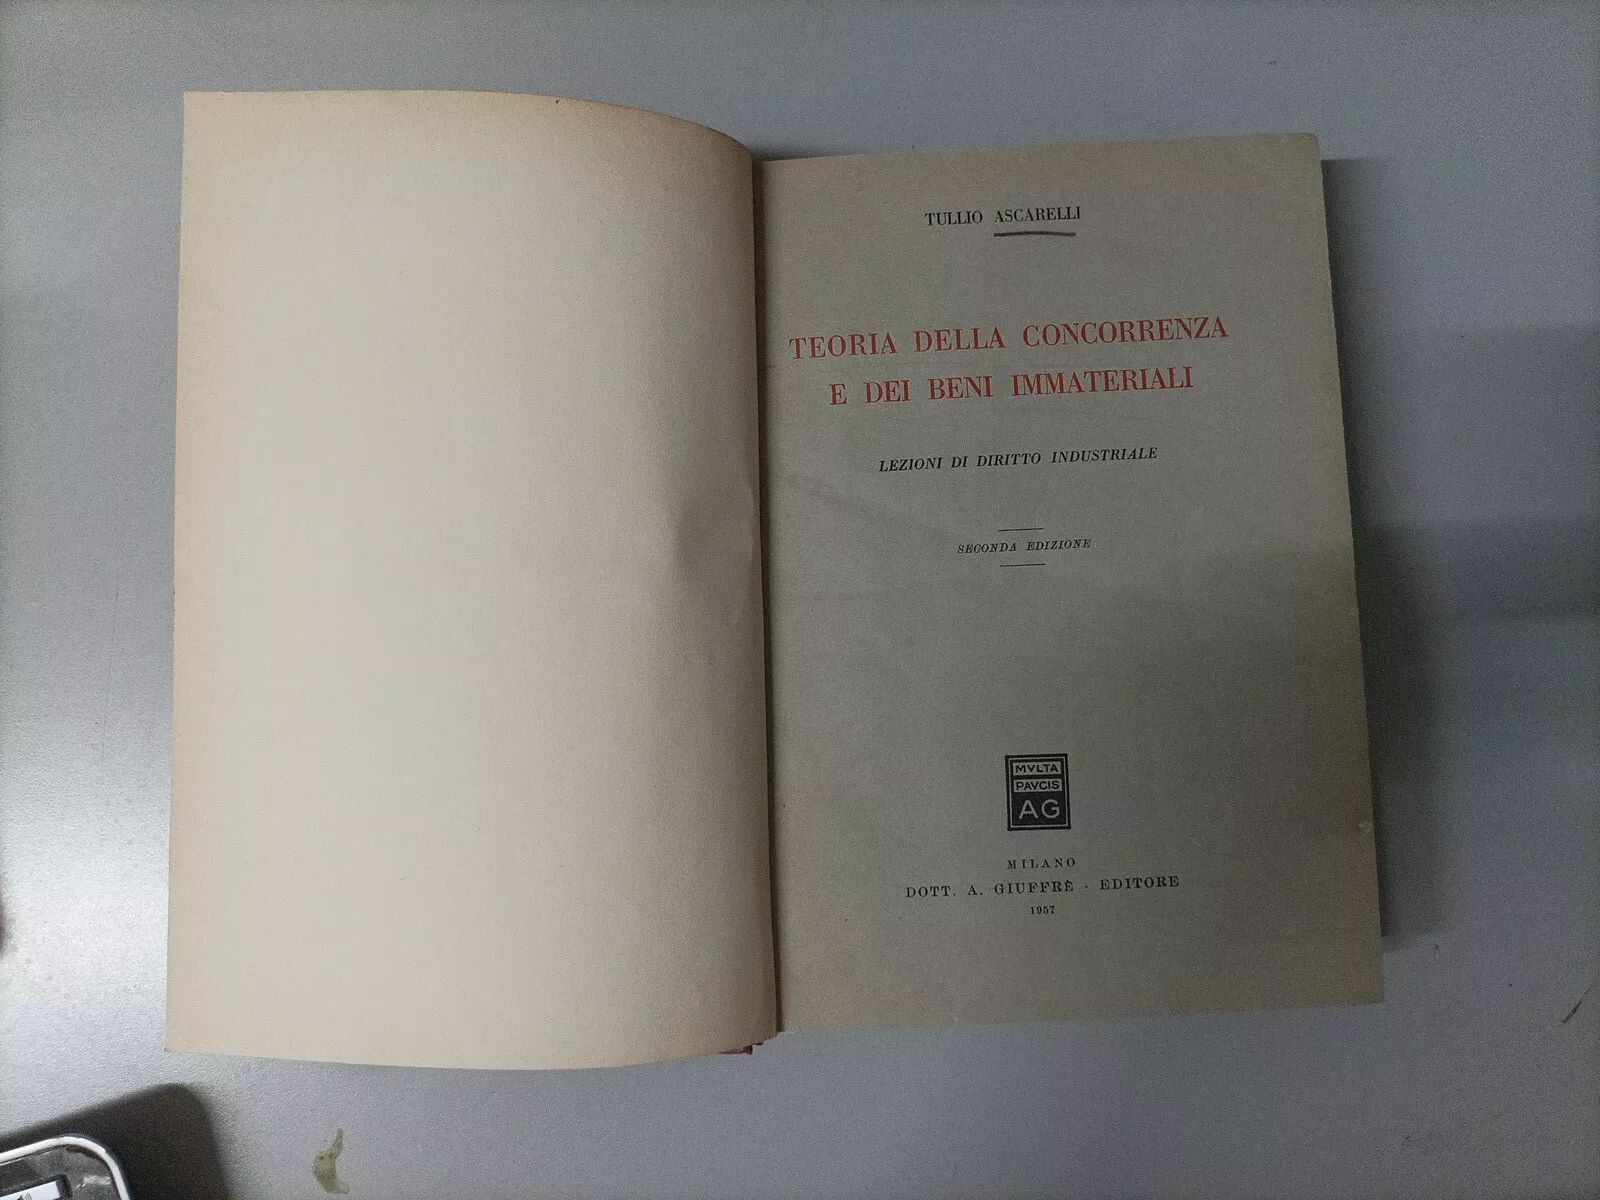 TULLIO ASCARELLI
TEORIA DELLA CONCORRENZA
E DEI BENI IMMATERIALI
LEZIONI DI DIRITTO INDUSTRIALE
SECONDA EDIZIONE
MVLTA
PAVCIS
AG
MILANO
DOTT. A. GIUFFRÈ - EDITORE
1957